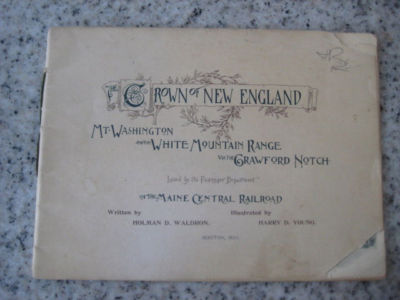 THE CROWN OF NEW ENGLAND
MT. WASHINGTON
AND THE WHITE MOUNTAIN RANGE
VIA THE CRAWFORD NOTCH
Issued by the Passenger Department
OF THE MAINE CENTRAL RAILROAD
Written by Illustrated by
HOLMAN D. WALDRON. HARRY D. YOUNG.